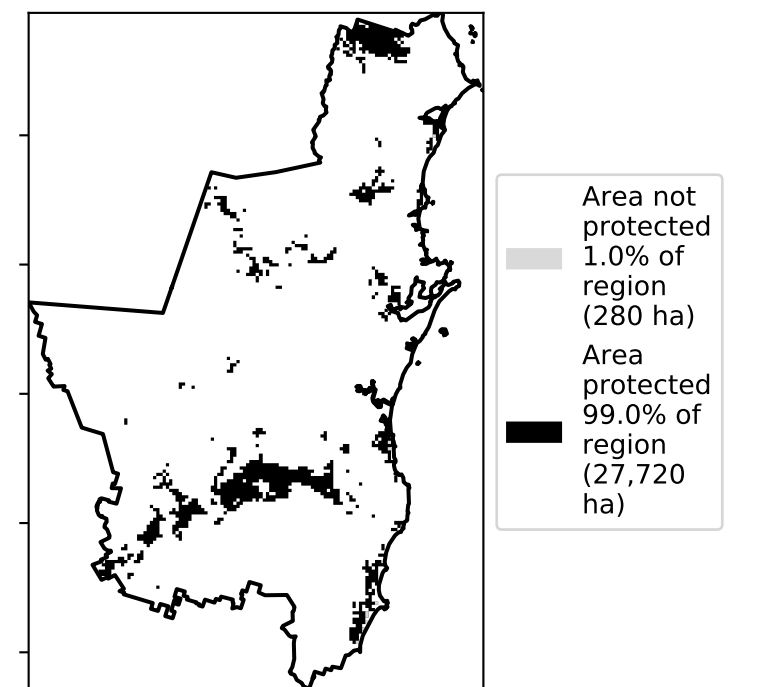 Area not
protected
1.0% of
region
(280 ha)
Area
protected
99.0% of
region
(27,720
ha)